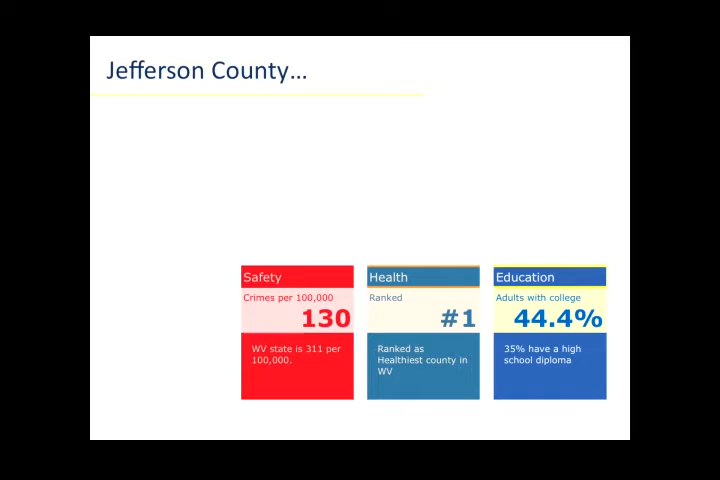 Jefferson County…
Safety
Crimes per 100,000
130
WV state is 311 per
100,000.
Health
Ranked
#1
Ranked as
Healthiest county in
WV
Education
Adults with college
44.4%
35% have a high
school diploma